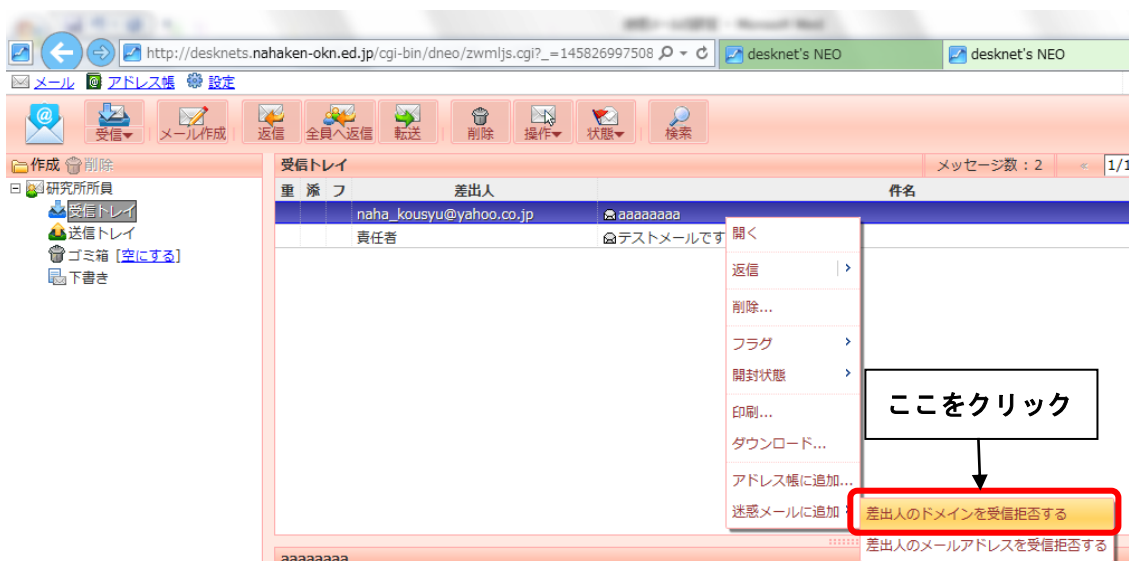 http://desknets.nahaken-okn.ed.jp/cgi-bin/dneo/zwmljs.cgi?_=145826997508
desknet's NEO
desknet's NEO
メール アドレス帳 設定
受信▼ メール作成 返信 全員へ返信 転送 削除 操作▼ 状態▼ 検索
作成 削除
受信トレイ
メッセージ数：2 « 1/1
研究所所員
受信トレイ
送信トレイ
ゴミ箱 [空にする]
下書き
重 添 フ 差出人 件名
naha_kousyu@yahoo.co.jp aaaaaaaa
責任者 テストメールです
開く
返信
削除...
フラグ
開封状態
印刷...
ダウンロード...
アドレス帳に追加...
迷惑メールに追加
ここをクリック
差出人のドメインを受信拒否する
差出人のメールアドレスを受信拒否する
aaaaaaaa